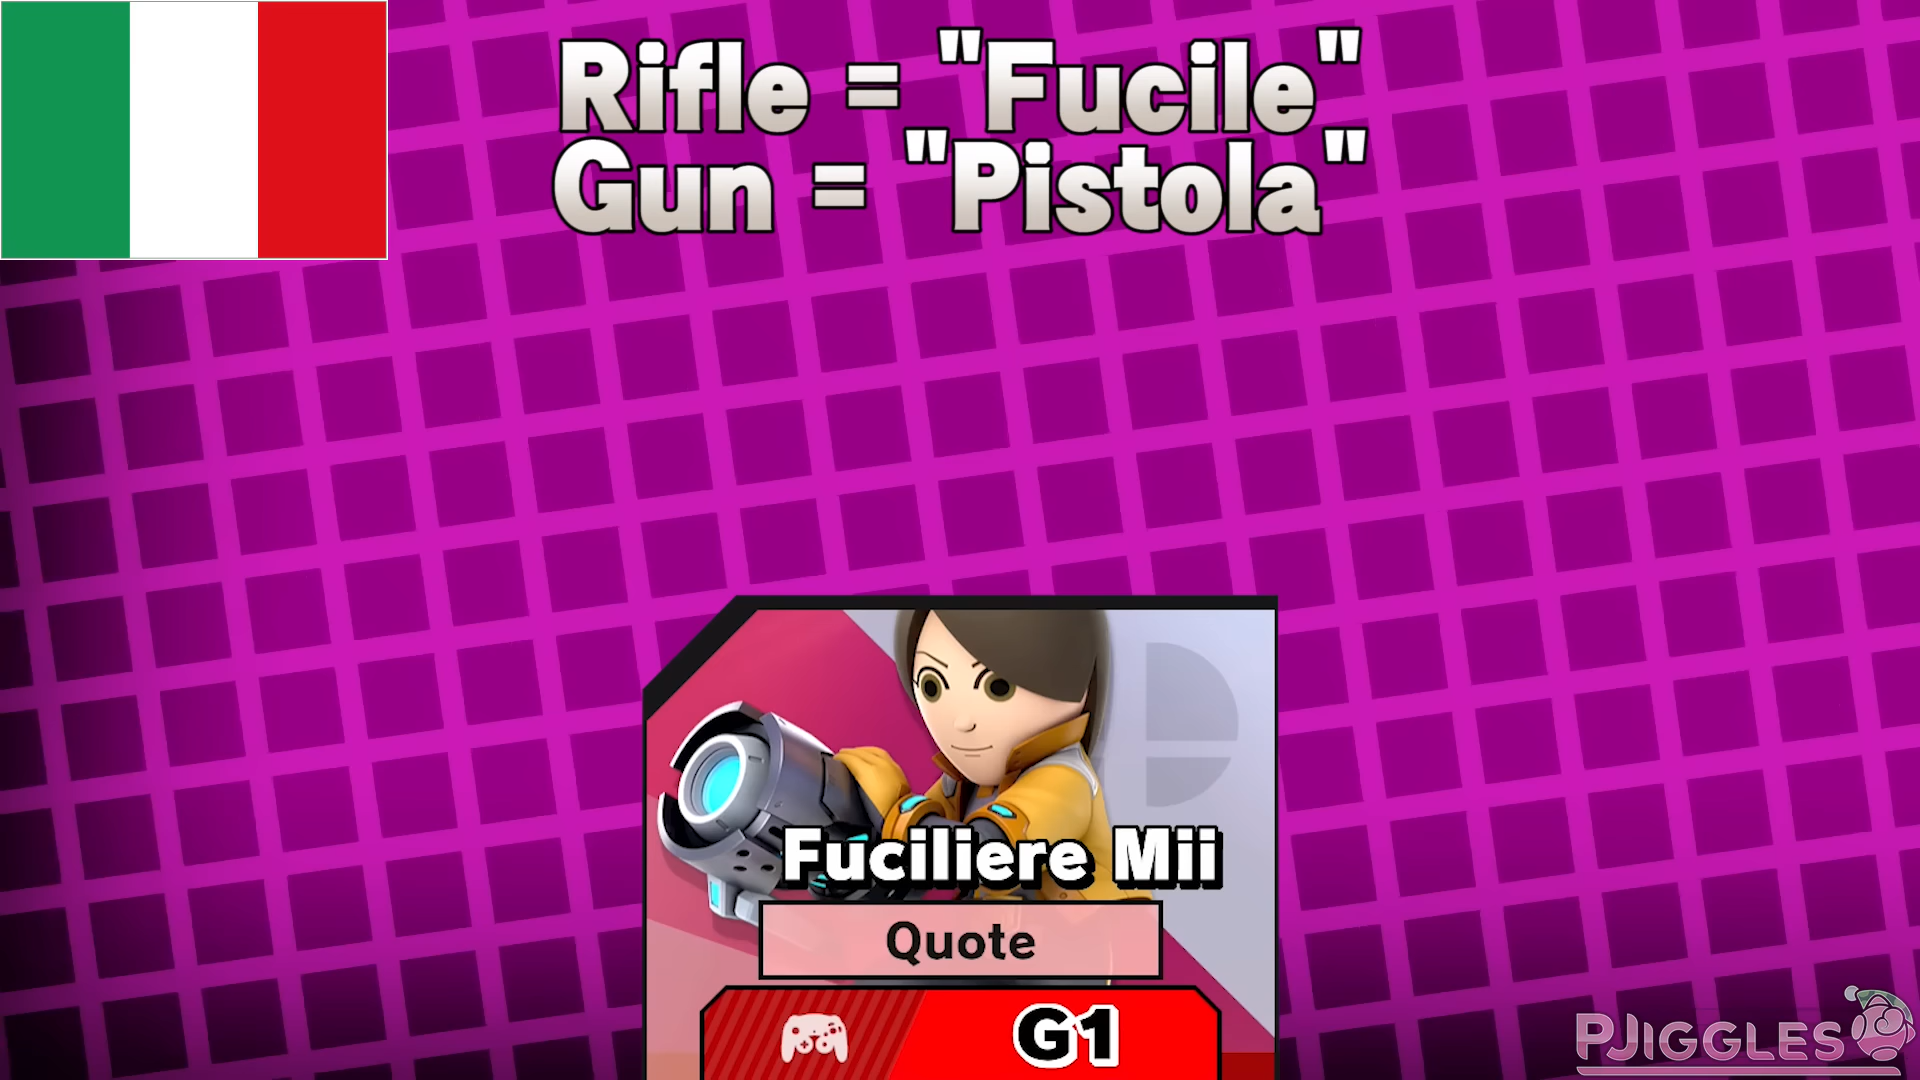 Rifle = "Fucile"
Gun = "Pistola"
Fuciliere Mii
Quote
G1
PJIGGLES